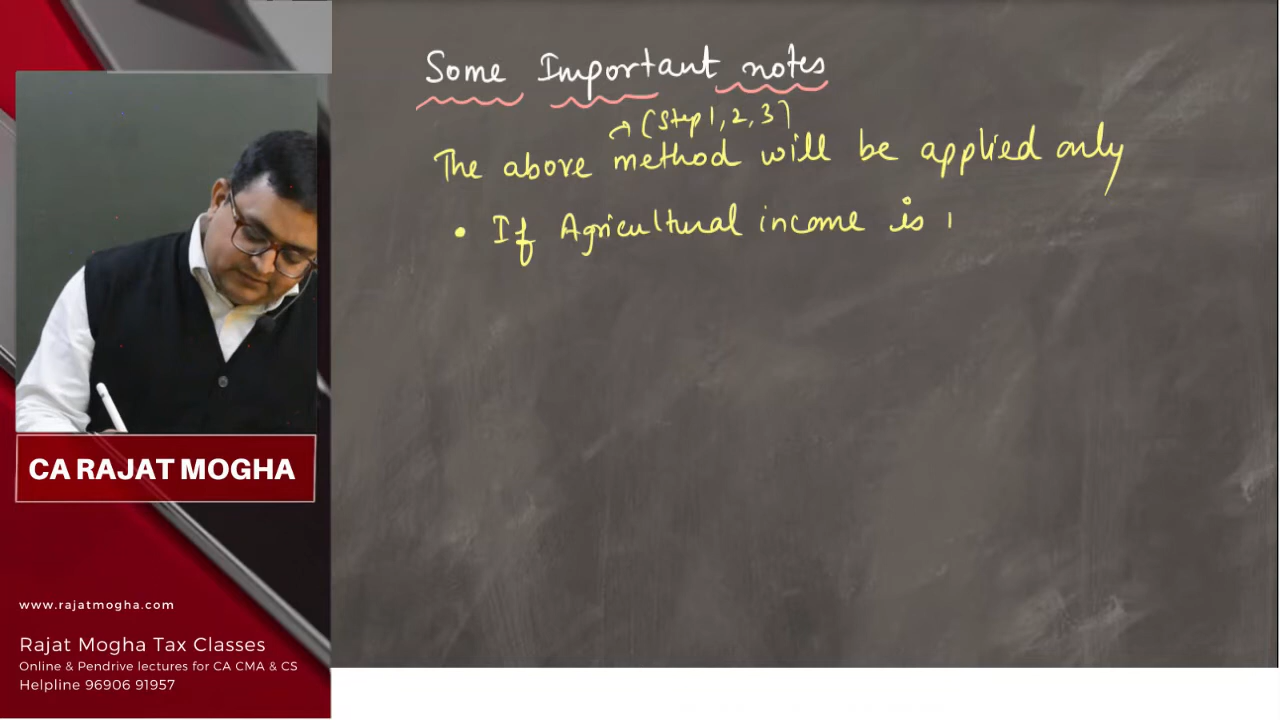 Some Important notes
(Step 1, 2, 3)
The above method will be applied only
• If Agricultural income is
CA RAJAT MOGHA
www.rajatmogha.com
Rajat Mogha Tax Classes
Online & Pendrive lectures for CA CMA & CS
Helpline 96906 91957